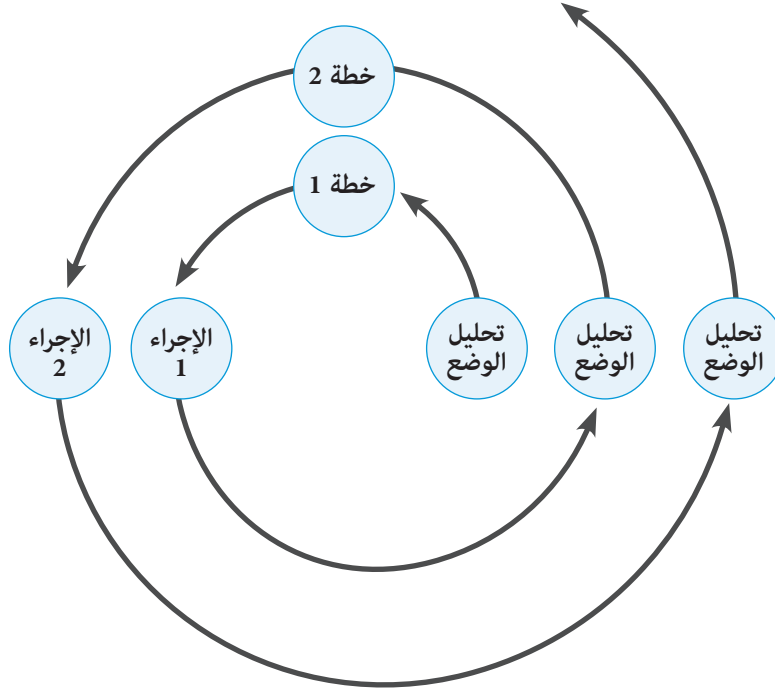 خطة 2
خطة 1
تحليل
الوضع
تحليل
الوضع
تحليل
الوضع
الإجراء
1
الإجراء
2